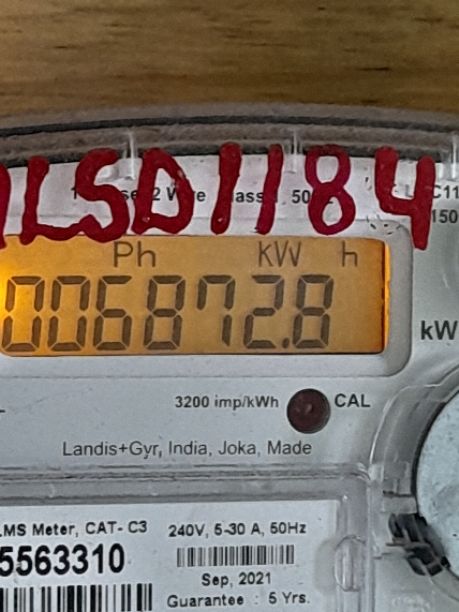 LSD1184
Ph KW h
006872.8
kW
3200 imp/kWh CAL
Landis+Gyr, India, Joka, Made
LMS Meter, CAT- C3
240V, 5-30 A, 50Hz
5563310
Sep, 2021
Guarantee : 5 Yrs.